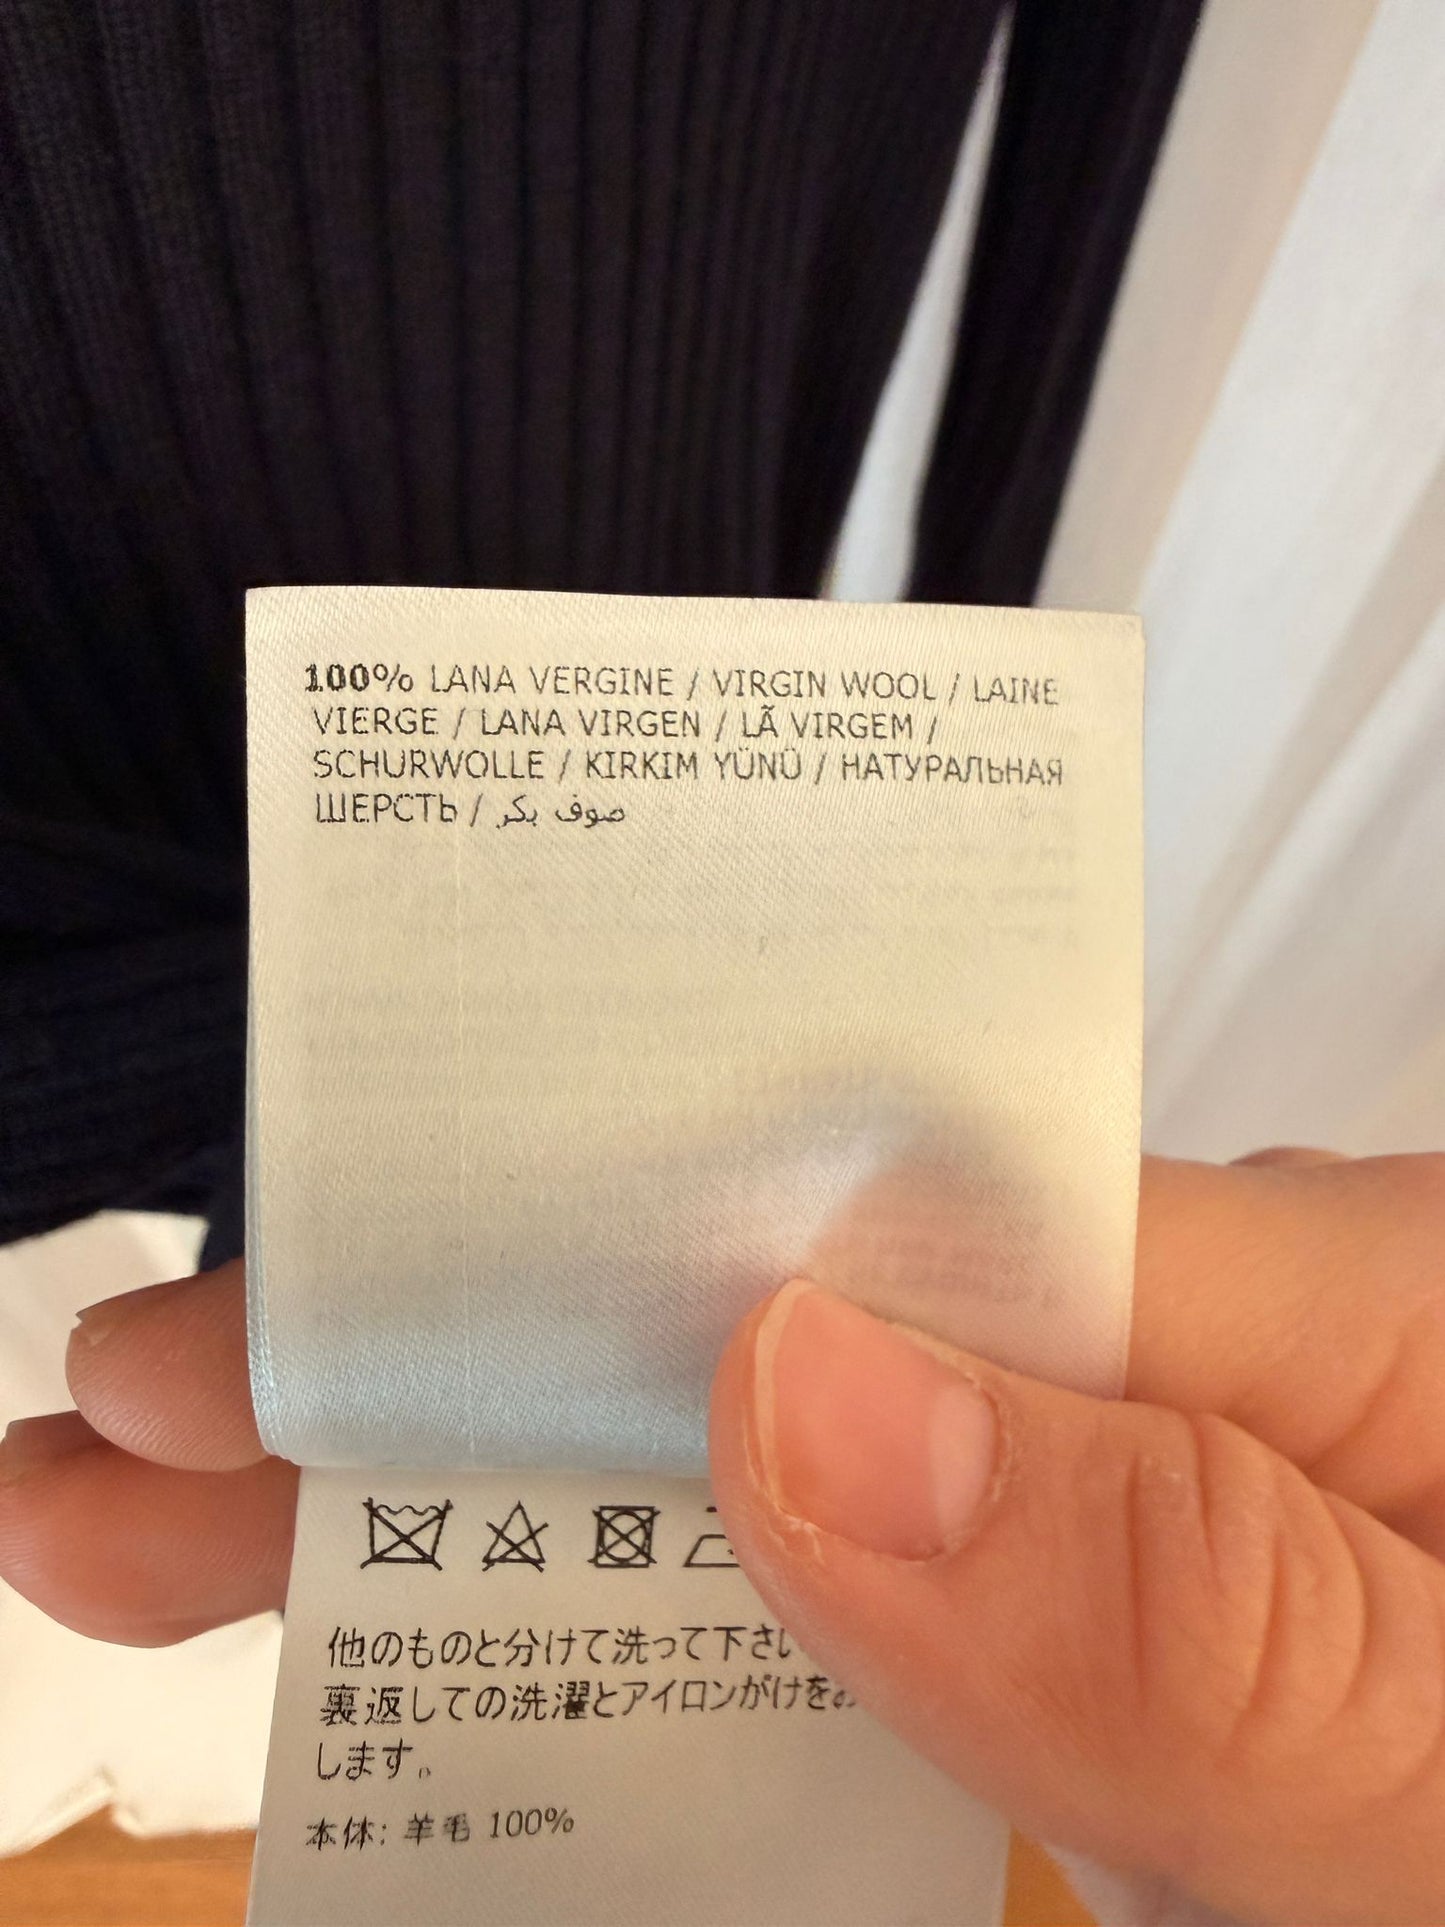 100% LANA VERGINE / VIRGIN WOOL / LAINE
VIERGE / LANA VIRGEN / LÃ VIRGEM /
SCHURWOLLE / KIRKIM YÜNÜ / НАТУРАЛЬНАЯ
ШЕРСТЬ / صوف بكر
他のものと分けて洗って下さい
裏返しての洗濯とアイロンがけをお
します。
本体: 羊毛 100%